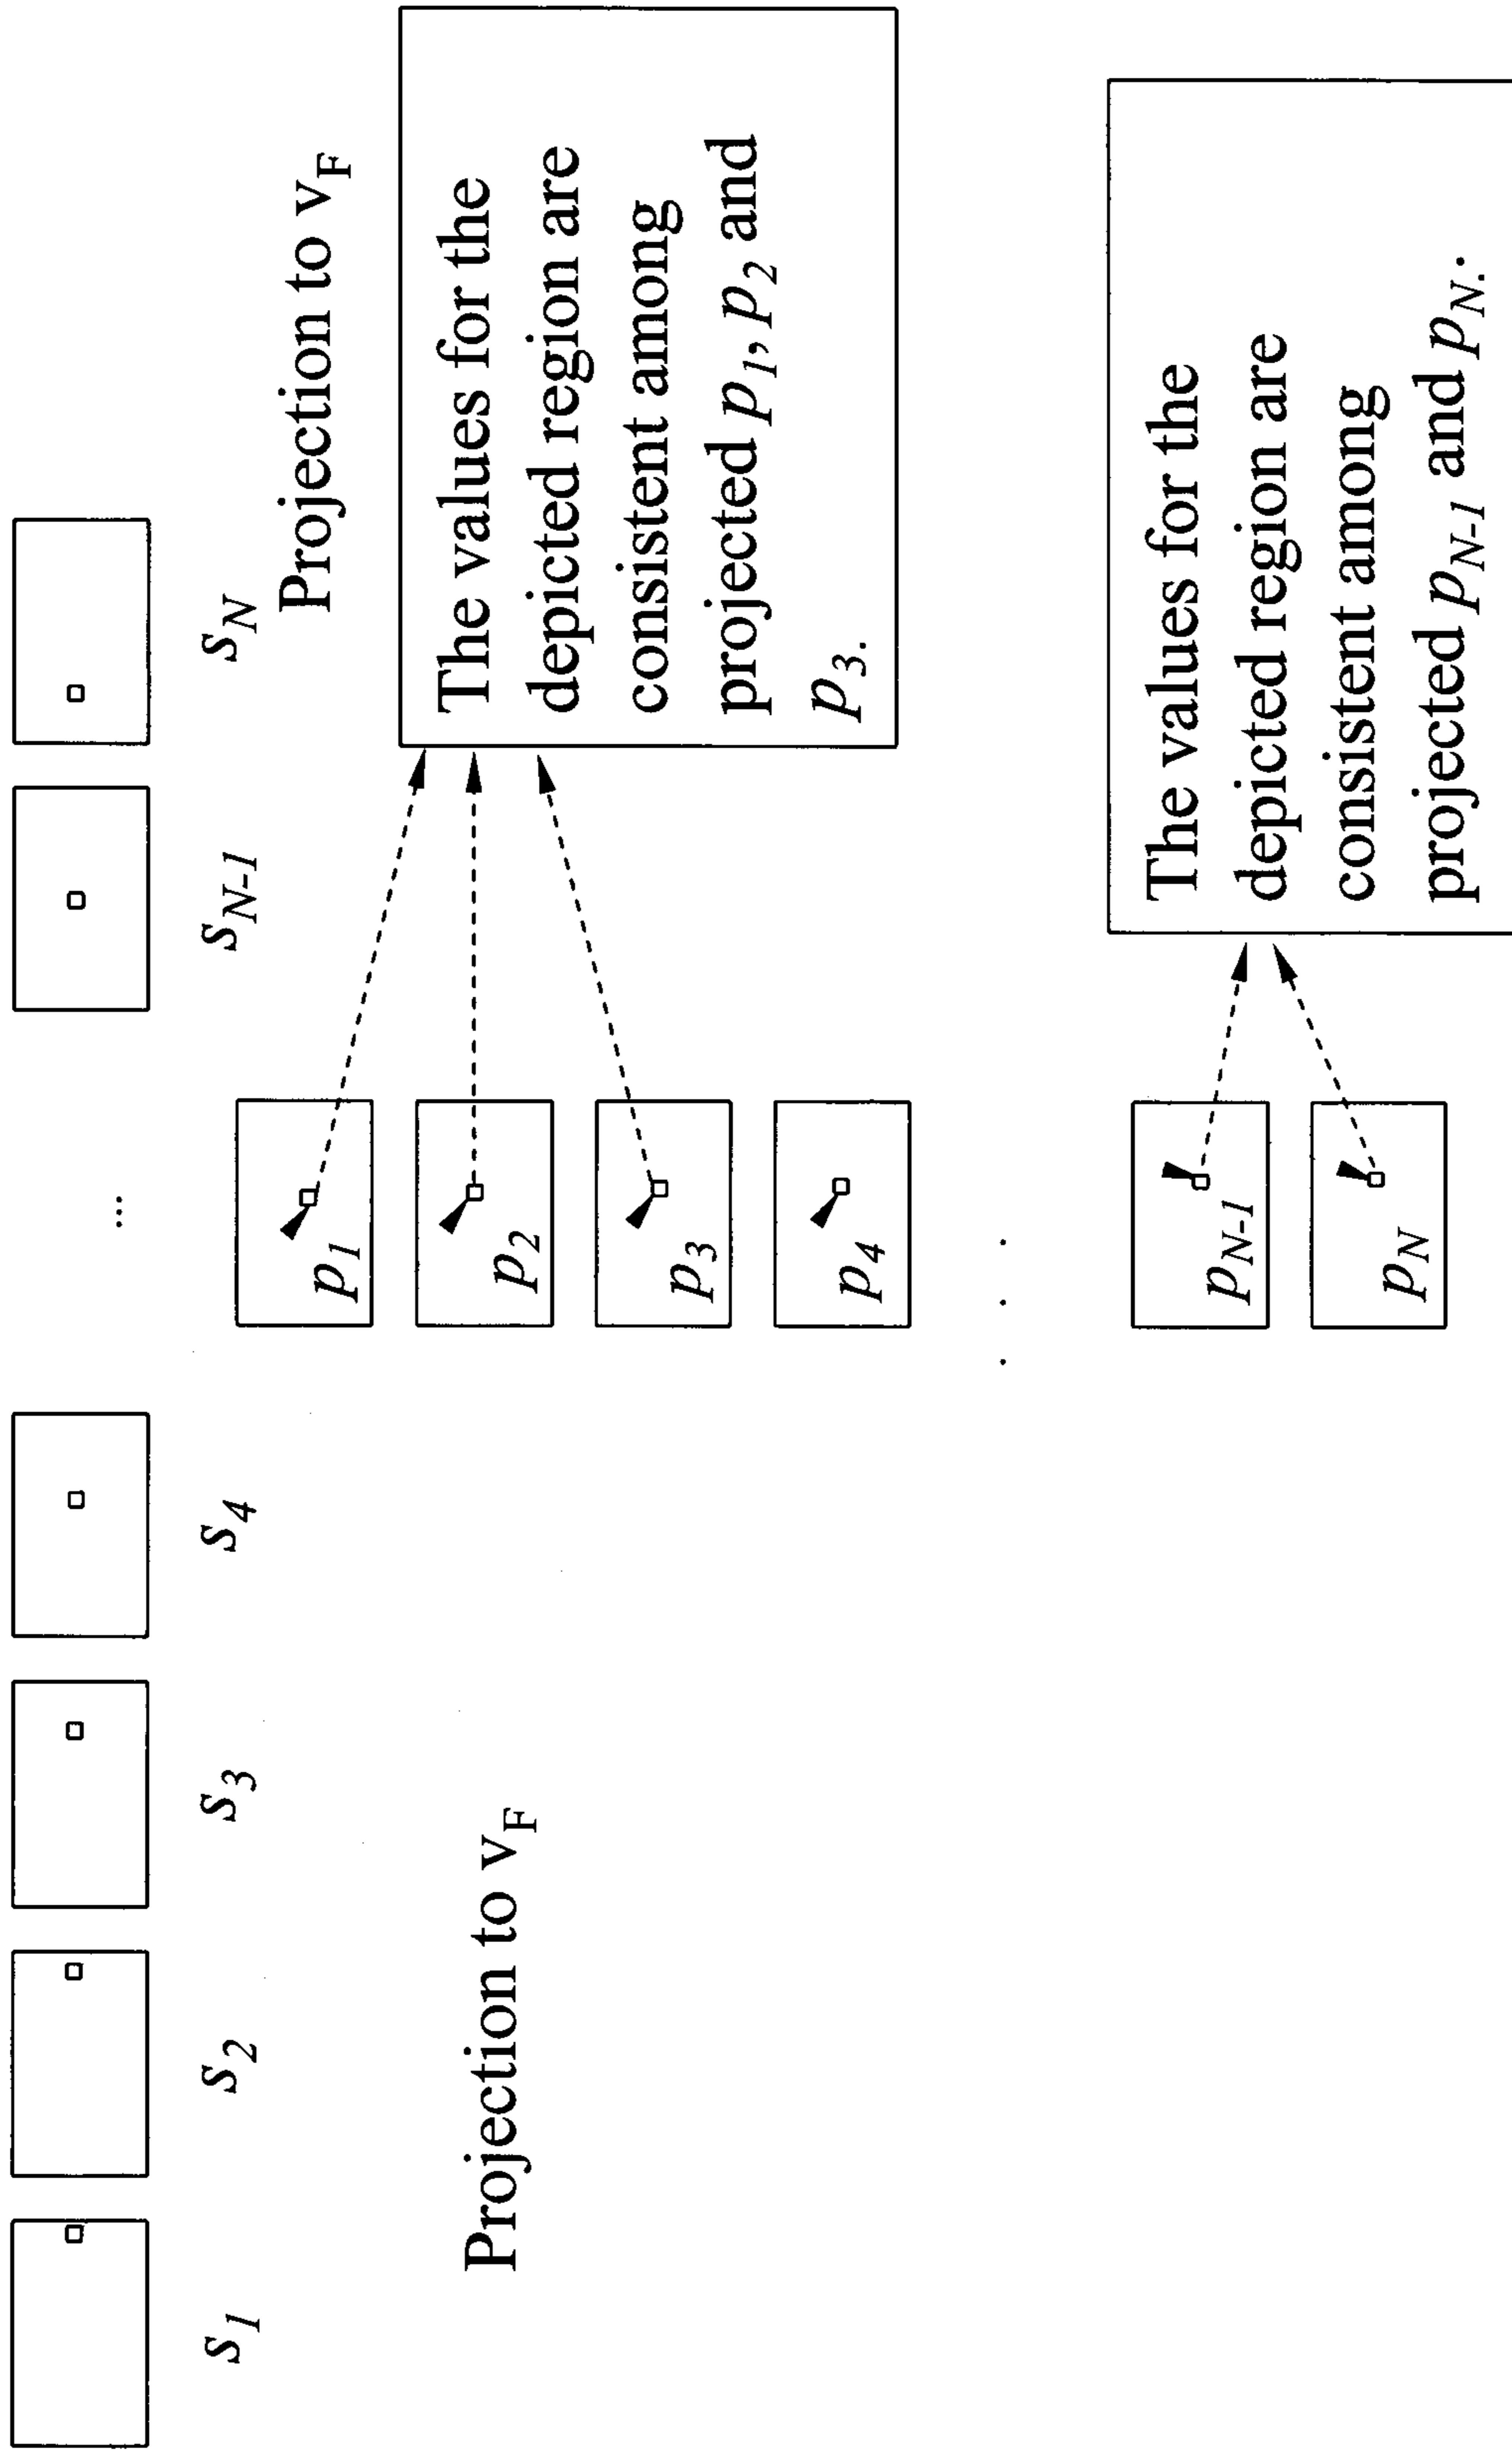 s1 s2 s3 s4 ... sN-1 sN
Projection to vF
Projection to vF
p1
p2
p3
p4
. . .
pN-1
pN
The values for the
depicted region are
consistent among
projected p1, p2 and
p3.
The values for the
depicted region are
consistent among
projected pN-1 and pN.